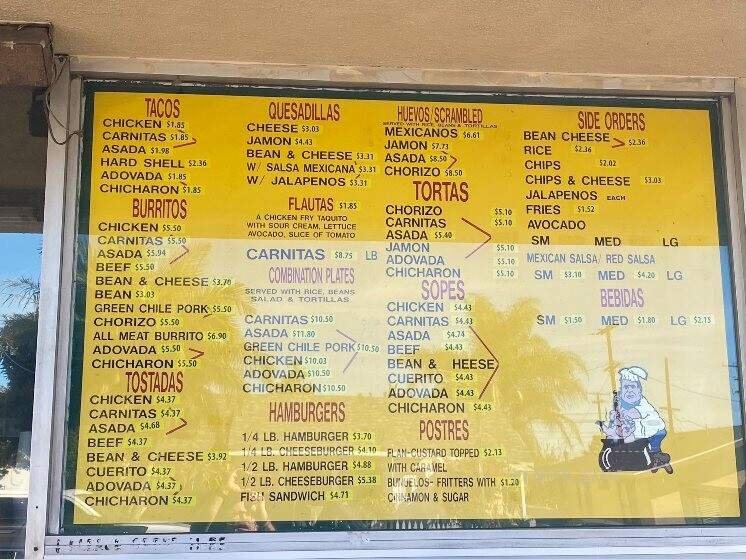 TACOS
CHICKEN $1.85
CARNITAS $1.85
ASADA $1.98
HARD SHELL $2.36
ADOVADA $1.85
CHICHARON $1.85
BURRITOS
CHICKEN $5.50
CARNITAS $5.50
ASADA $5.94
BEEF $5.50
BEAN & CHEESE $3.70
BEAN $3.03
GREEN CHILE PORK $5.50
CHORIZO $5.50
ALL MEAT BURRITO $6.90
ADOVADA $5.50
CHICHARON $5.50
TOSTADAS
CHICKEN $4.37
CARNITAS $4.37
ASADA $4.68
BEEF $4.37
BEAN & CHEESE $3.92
CUERITO $4.37
ADOVADA $4.37
CHICHARON $4.37
QUESADILLAS
CHEESE $3.03
JAMON $4.43
BEAN & CHEESE $3.31
W/ SALSA MEXICANA $3.31
W/ JALAPENOS $3.31
FLAUTAS $1.85
A CHICKEN FRY TAQUITO
WITH SOUR CREAM, LETTUCE
AVOCADO, SLICE OF TOMATO
CARNITAS $8.75 LB
COMBINATION PLATES
SERVED WITH RICE, BEANS
SALAD & TORTILLAS
CARNITAS $10.50
ASADA $11.80
GREEN CHILE PORK $10.50
CHICKEN $10.03
ADOVADA $10.50
CHICHARON $10.50
HAMBURGERS
1/4 LB. HAMBURGER $3.70
1/4 LB. CHEESEBURGER $4.10
1/2 LB. HAMBURGER $4.88
1/2 LB. CHEESEBURGER $5.38
FISH SANDWICH $4.71
HUEVOS/SCRAMBLED
SERVED WITH RICE, BEANS & TORTILLAS
MEXICANOS $6.61
JAMON $7.73
ASADA $8.50
CHORIZO $8.50
TORTAS
CHORIZO $5.10
CARNITAS $5.10
ASADA $5.40
JAMON $5.10
ADOVADA $5.10
CHICHARON $5.10
SOPES
CHICKEN $4.43
CARNITAS $4.43
ASADA $4.74
BEEF $4.43
BEAN & HEESE
CUERITO $4.43
ADOVADA $4.43
CHICHARON $4.43
POSTRES
FLAN-CUSTARD TOPPED $2.13
WITH CARAMEL
BUNUELOS- FRITTERS WITH $1.20
CINNAMON & SUGAR
SIDE ORDERS
BEAN CHEESE $2.36
RICE $2.36
CHIPS $2.02
CHIPS & CHEESE $3.03
JALAPENOS EACH
FRIES $1.52
AVOCADO
SM MED LG
MEXICAN SALSA/ RED SALSA
SM $3.10 MED $4.20 LG
BEBIDAS
SM $1.50 MED $1.80 LG $2.15